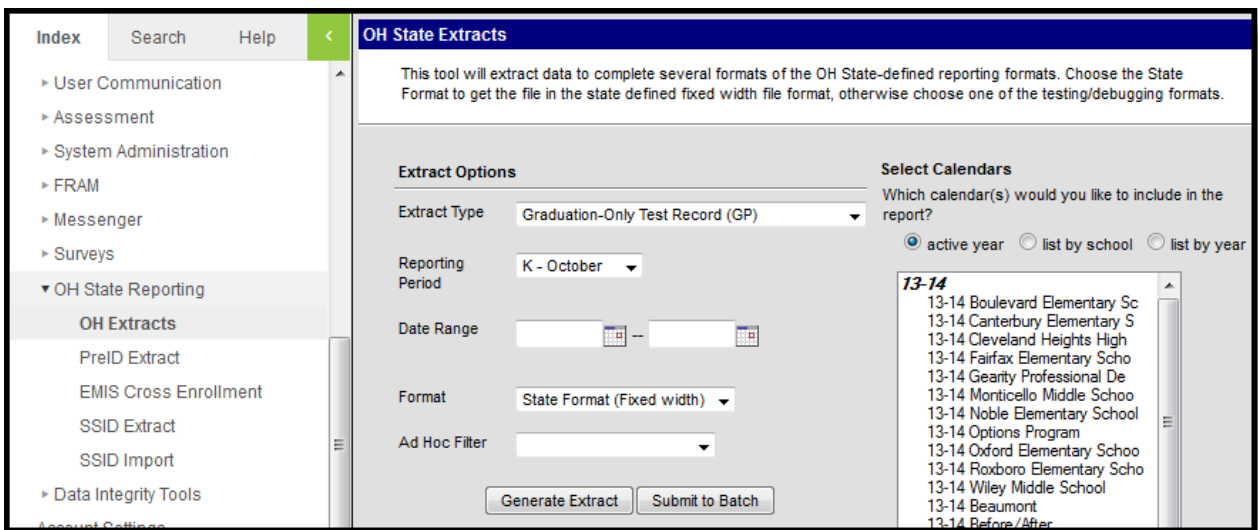 Index Search Help <
User Communication
Assessment
System Administration
FRAM
Messenger
Surveys
OH State Reporting
OH Extracts
PreID Extract
EMIS Cross Enrollment
SSID Extract
SSID Import
Data Integrity Tools
Account Settings
OH State Extracts
This tool will extract data to complete several formats of the OH State-defined reporting formats. Choose the State
Format to get the file in the state defined fixed width file format, otherwise choose one of the testing/debugging formats.
Extract Options
Extract Type Graduation-Only Test Record (GP)
Reporting
Period K - October
Date Range --
Format State Format (Fixed width)
Ad Hoc Filter
Generate Extract Submit to Batch
Select Calendars
Which calendar(s) would you like to include in the
report?
active year list by school list by year
13-14
13-14 Boulevard Elementary Sc
13-14 Canterbury Elementary S
13-14 Cleveland Heights High
13-14 Fairfax Elementary Scho
13-14 Gearity Professional De
13-14 Monticello Middle Schoo
13-14 Noble Elementary School
13-14 Options Program
13-14 Oxford Elementary Schoo
13-14 Roxboro Elementary Scho
13-14 Wiley Middle School
13-14 Beaumont
13-14 Before/After